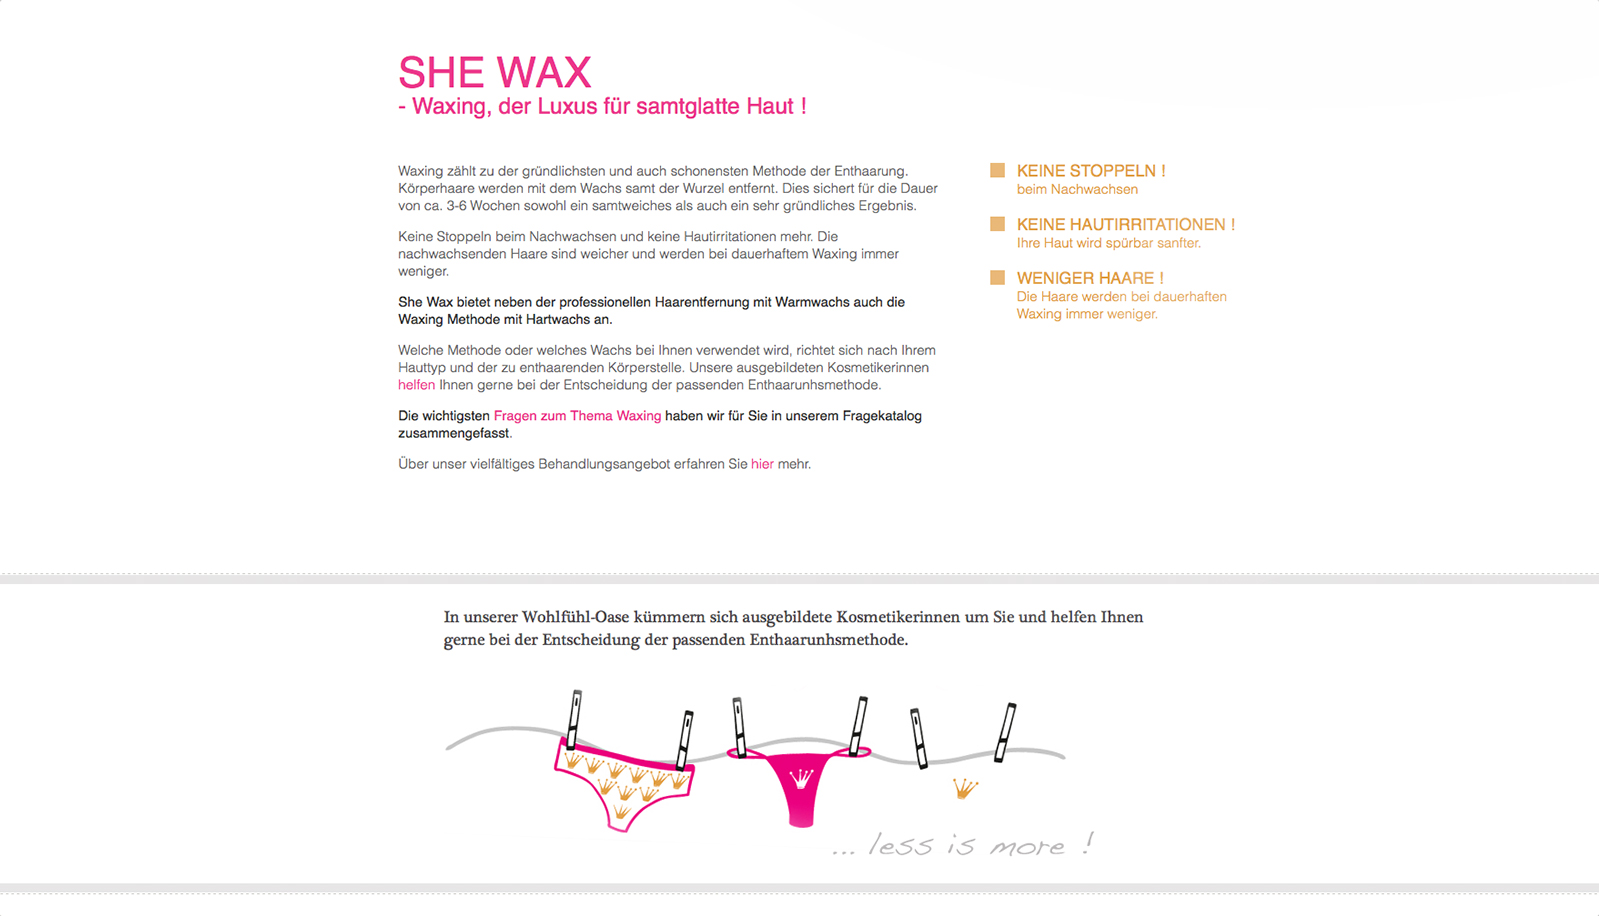 SHE WAX
- Waxing, der Luxus für samtglatte Haut !
Waxing zählt zu der gründlichsten und auch schonensten Methode der Enthaarung.
Körperhaare werden mit dem Wachs samt der Wurzel entfernt. Dies sichert für die Dauer
von ca. 3-6 Wochen sowohl ein samtweiches als auch ein sehr gründliches Ergebnis.
Keine Stoppeln beim Nachwachsen und keine Hautirritationen mehr. Die
nachwachsenden Haare sind weicher und werden bei dauerhaftem Waxing immer
weniger.
She Wax bietet neben der professionellen Haarentfernung mit Warmwachs auch die
Waxing Methode mit Hartwachs an.
Welche Methode oder welches Wachs bei Ihnen verwendet wird, richtet sich nach Ihrem
Hauttyp und der zu enthaarenden Körperstelle. Unsere ausgebildeten Kosmetikerinnen
helfen Ihnen gerne bei der Entscheidung der passenden Enthaarunhsmethode.
Die wichtigsten Fragen zum Thema Waxing haben wir für Sie in unserem Fragekatalog
zusammengefasst.
Über unser vielfältiges Behandlungsangebot erfahren Sie hier mehr.
KEINE STOPPELN !
beim Nachwachsen
KEINE HAUTIRRITATIONEN !
Ihre Haut wird spürbar sanfter.
WENIGER HAARE !
Die Haare werden bei dauerhaften
Waxing immer weniger.
In unserer Wohlfühl-Oase kümmern sich ausgebildete Kosmetikerinnen um Sie und helfen Ihnen
gerne bei der Entscheidung der passenden Enthaarunhsmethode.
... less is more !